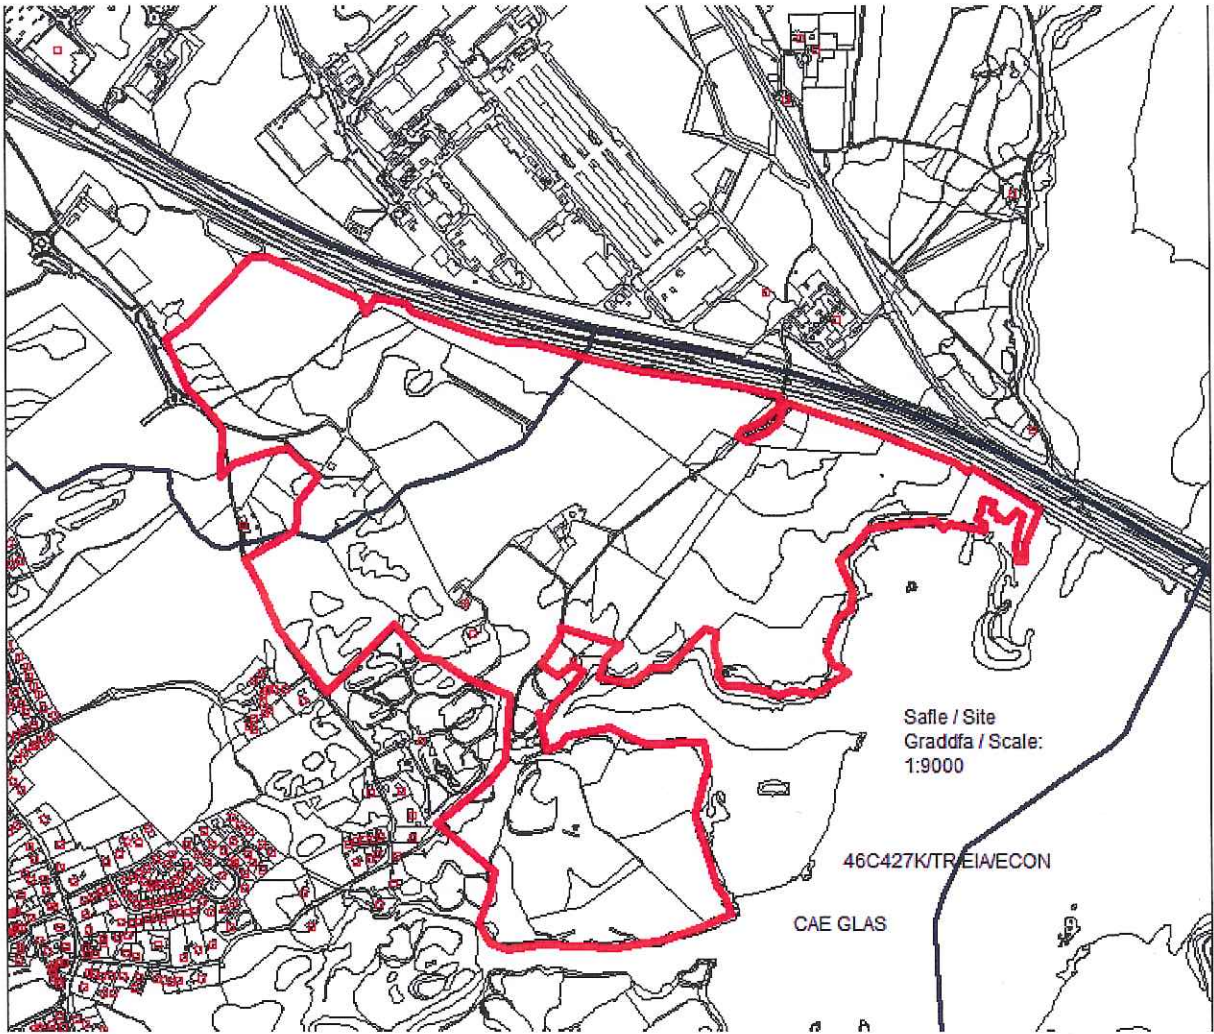 Safle / Site
Graddfa / Scale:
1:9000
46C427K/TR/EIA/ECON
CAE GLAS